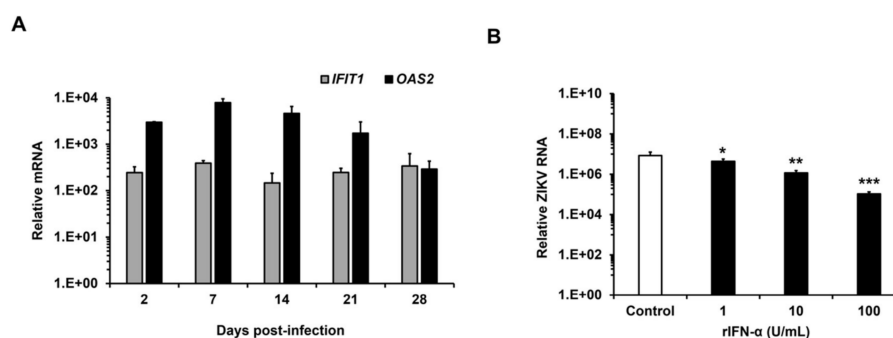 A
IFIT1 OAS2
Relative mRNA
1.E+04
1.E+03
1.E+02
1.E+01
1.E+00
2 7 14 21 28
Days post-infection
B
Relative ZIKV RNA
1.E+10
1.E+08
1.E+06
1.E+04
1.E+02
1.E+00
*
**
***
Control 1 10 100
rIFN-α (U/mL)